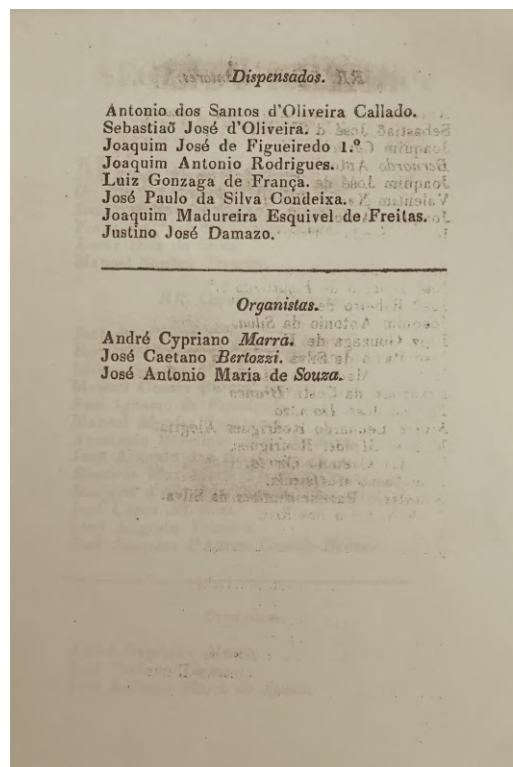 Dispensados.
Antonio dos Santos d'Oliveira Callado.
Sebastiaõ José d'Oliveira.
Joaquim José de Figueiredo 1.º
Joaquim Antonio Rodrigues.
Luiz Gonzaga de França.
José Paulo da Silva Condeixa.
Joaquim Madureira Esquivel de Freitas.
Justino José Damazo.
Organistas.
André Cypriano Marra.
José Caetano Bertozzi.
José Antonio Maria de Souza.